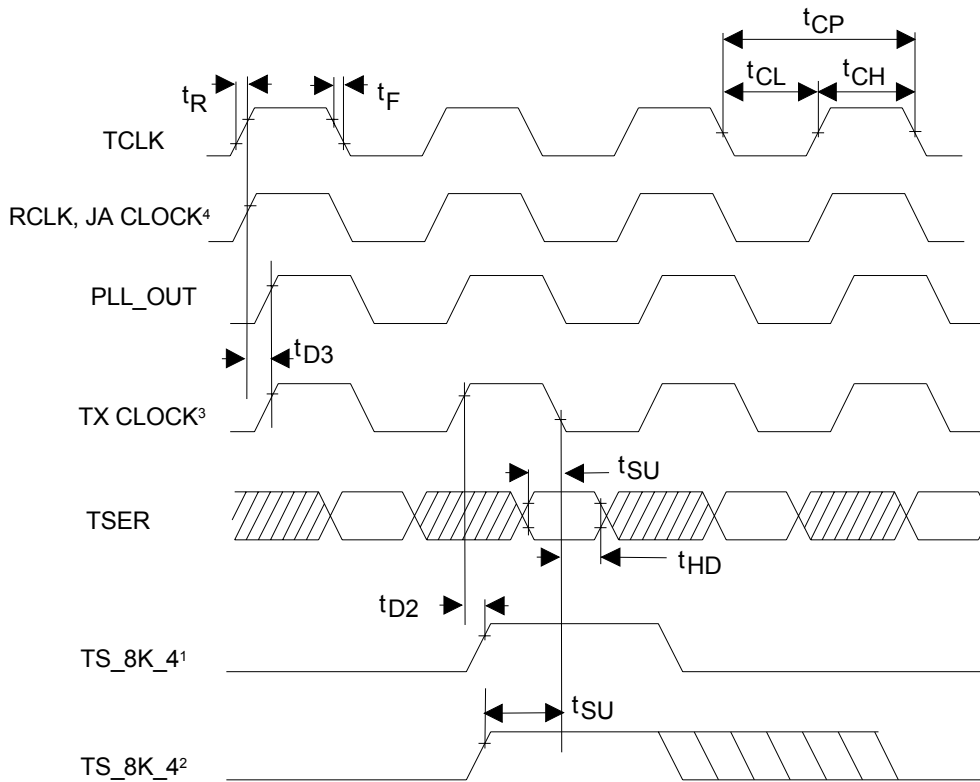 tCP
tCL tCH
tR tF
TCLK
RCLK, JA CLOCK⁴
PLL_OUT
tD3
TX CLOCK³
tSU
TSER
tHD
tD2
TS_8K_4¹
tSU
TS_8K_4²